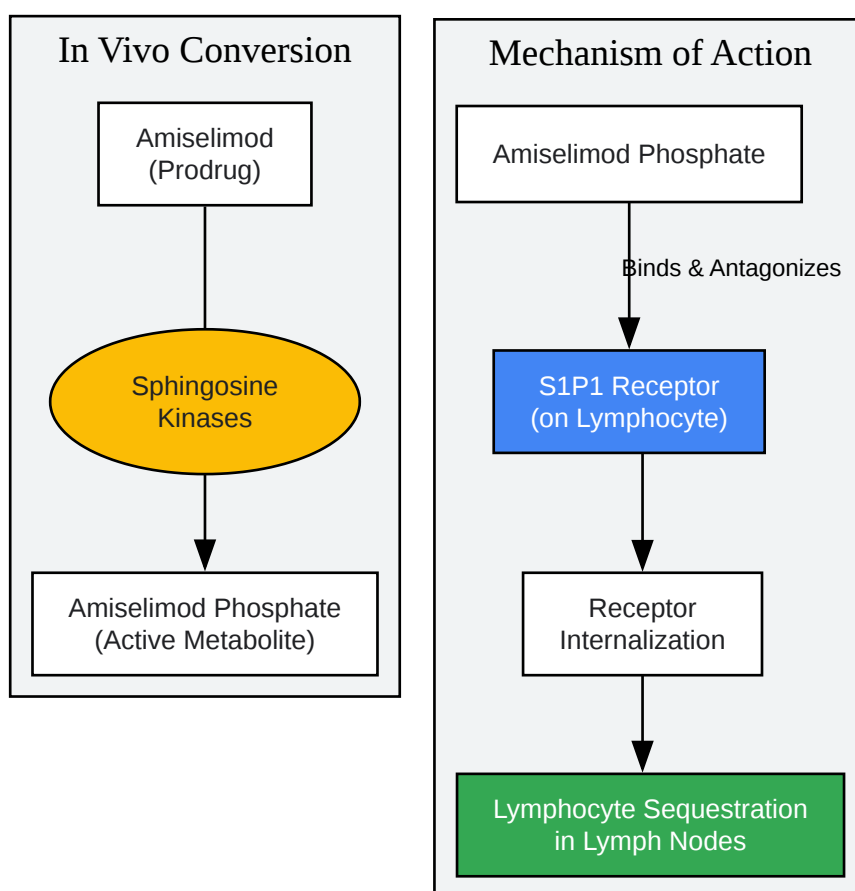 In Vivo Conversion
Amiselimod
(Prodrug)
Sphingosine
Kinases
Amiselimod Phosphate
(Active Metabolite)
Mechanism of Action
Amiselimod Phosphate
Binds & Antagonizes
S1P1 Receptor
(on Lymphocyte)
Receptor
Internalization
Lymphocyte Sequestration
in Lymph Nodes